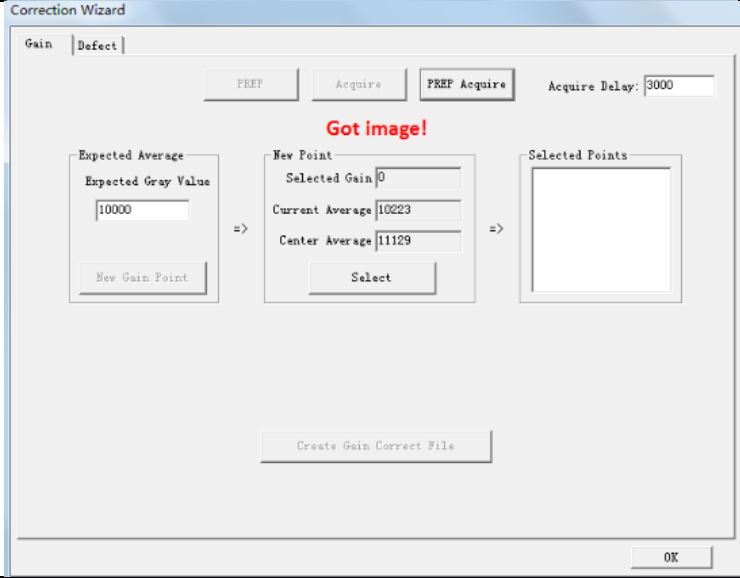 Correction Wizard
Gain Defect
PREP Acquire PREP Acquire Acquire Delay: 3000
Got image!
Expected Average New Point Selected Points
Expected Gray Value Selected Gain 0
10000 Current Average 10223
=> Center Average 11129 =>
New Gain Point Select
Create Gain Correct File
OK